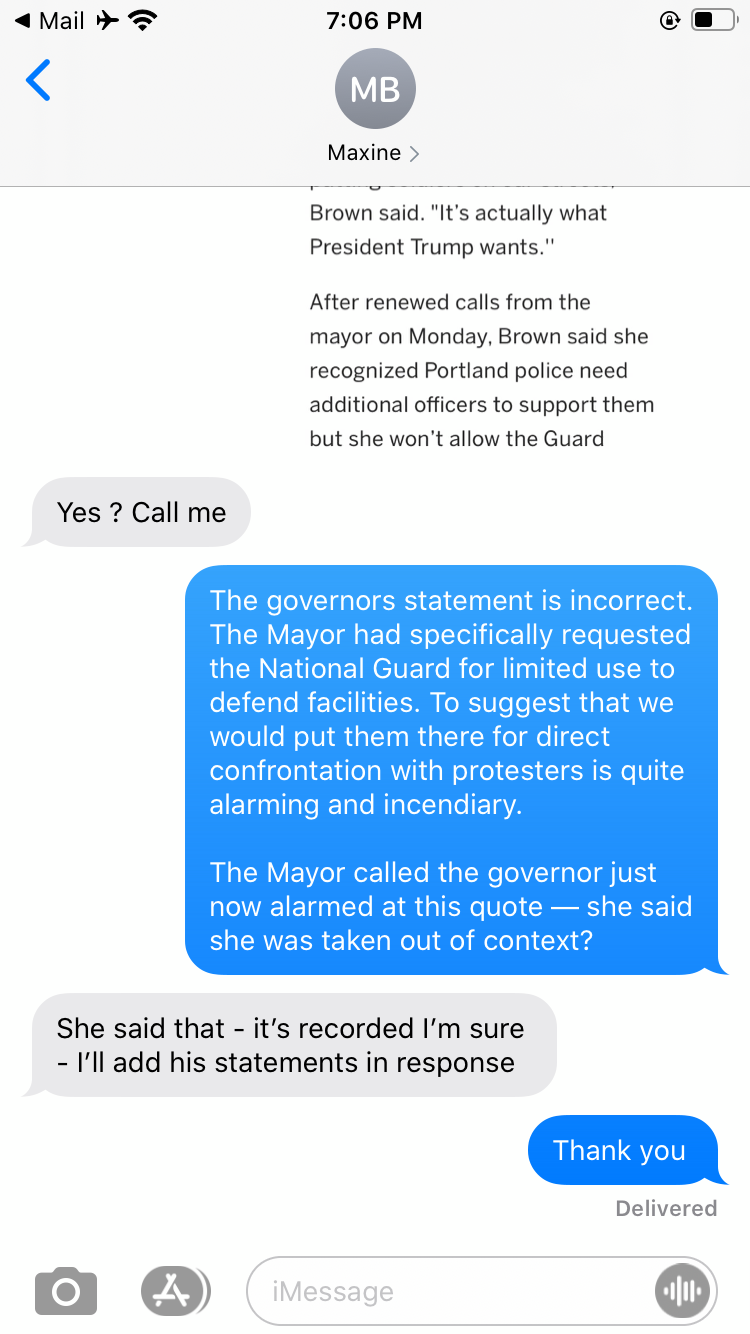 Mail
7:06 PM
MB
Maxine
Brown said. "It’s actually what
President Trump wants.''
After renewed calls from the
mayor on Monday, Brown said she
recognized Portland police need
additional officers to support them
but she won’t allow the Guard
Yes ? Call me
The governors statement is incorrect.
The Mayor had specifically requested
the National Guard for limited use to
defend facilities. To suggest that we
would put them there for direct
confrontation with protesters is quite
alarming and incendiary.
The Mayor called the governor just
now alarmed at this quote — she said
she was taken out of context?
She said that - it’s recorded I’m sure
- I’ll add his statements in response
Thank you
Delivered
iMessage